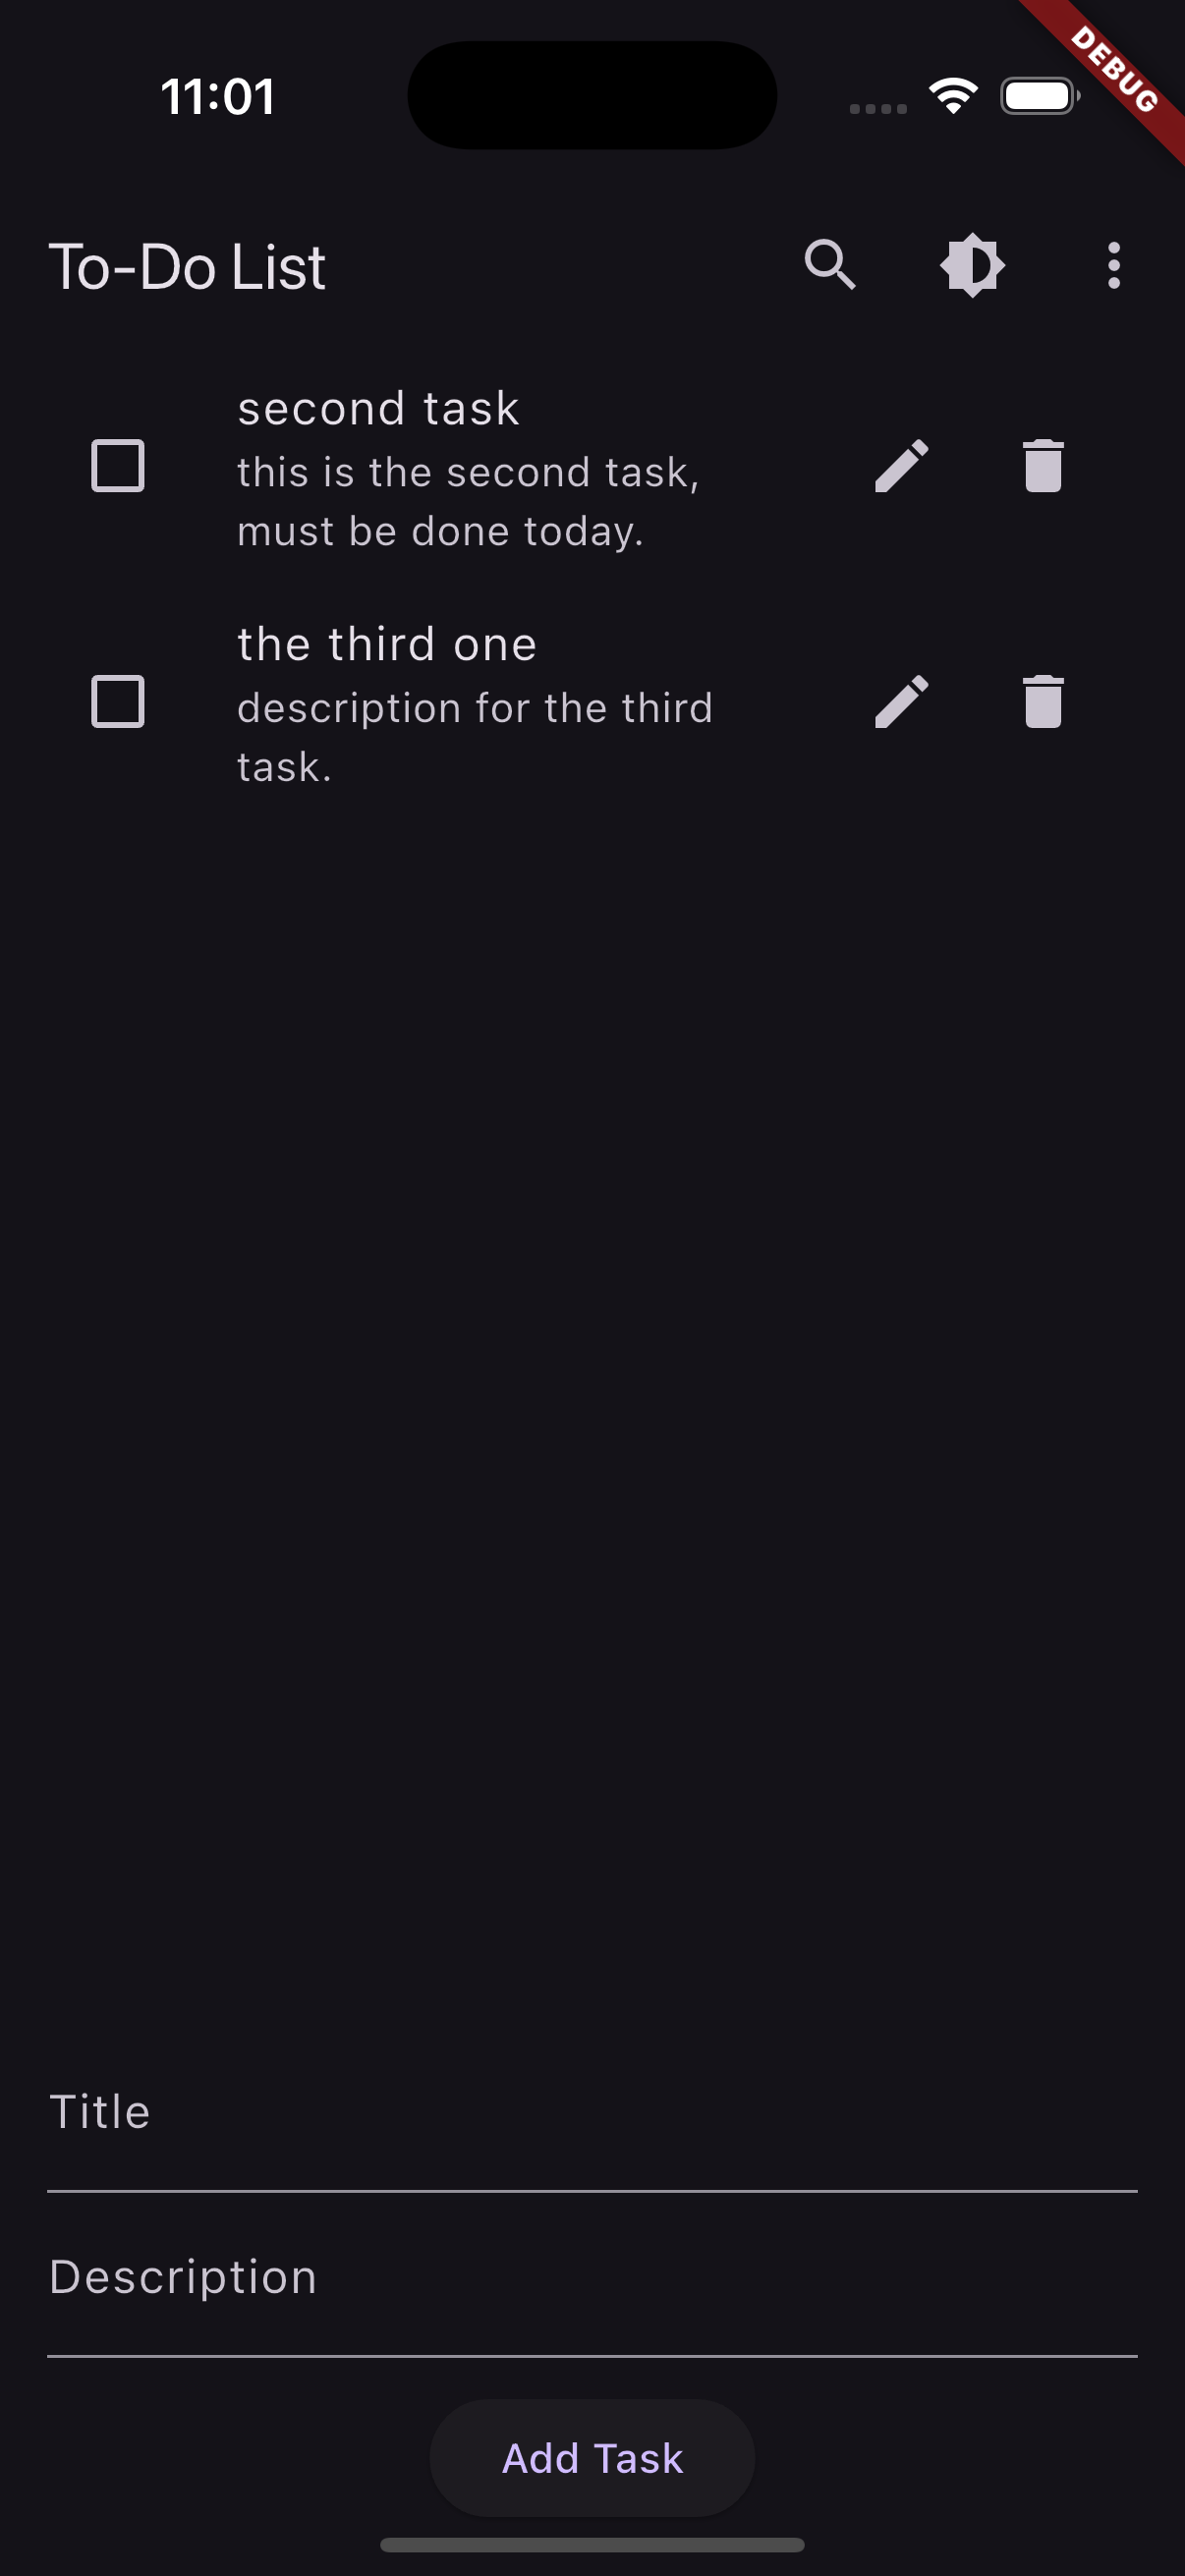 11:01
DEBUG
To-Do List
second task
this is the second task,
must be done today.
the third one
description for the third
task.
Title
Description
Add Task